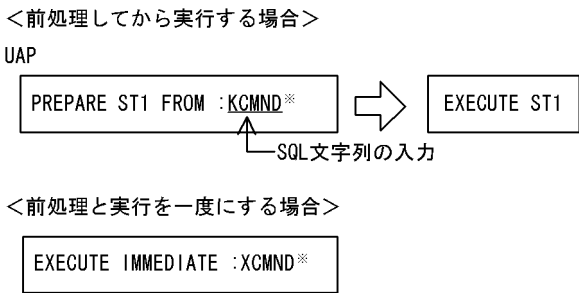 ＜前処理してから実行する場合＞
UAP
PREPARE ST1 FROM :KCMND※
EXECUTE ST1
SQL文字列の入力
＜前処理と実行を一度にする場合＞
EXECUTE IMMEDIATE :XCMND※